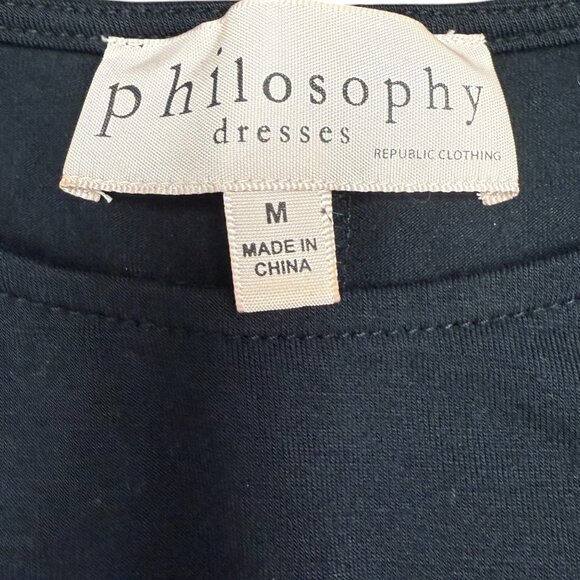 philosophy
dresses
REPUBLIC CLOTHING
M
MADE IN
CHINA